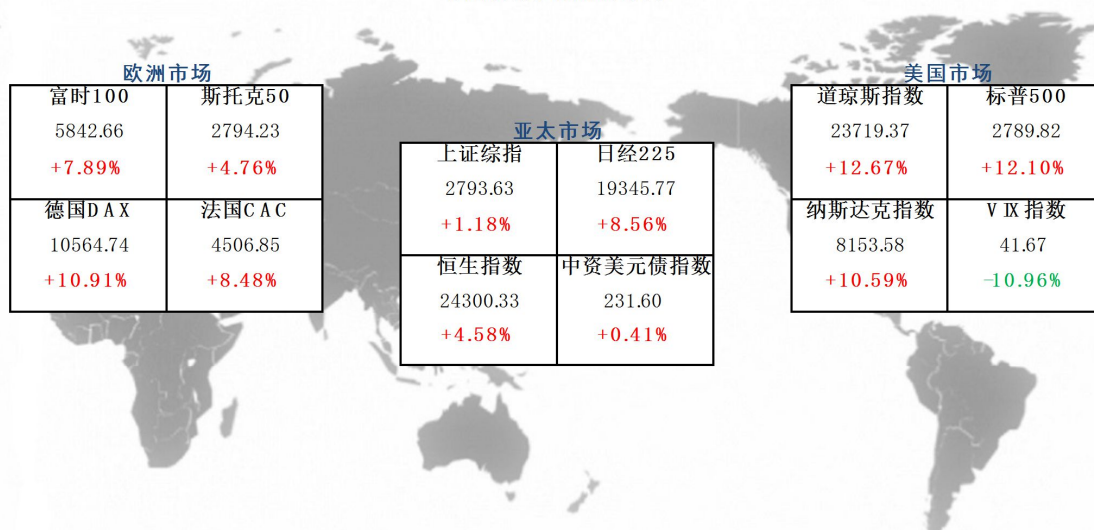 欧洲市场
富时100 斯托克50
5842.66 2794.23
+7.89% +4.76%
德国DAX 法国CAC
10564.74 4506.85
+10.91% +8.48%
亚太市场
上证综指 日经225
2793.63 19345.77
+1.18% +8.56%
恒生指数 中资美元债指数
24300.33 231.60
+4.58% +0.41%
美国市场
道琼斯指数 标普500
23719.37 2789.82
+12.67% +12.10%
纳斯达克指数 VIX指数
8153.58 41.67
+10.59% -10.96%